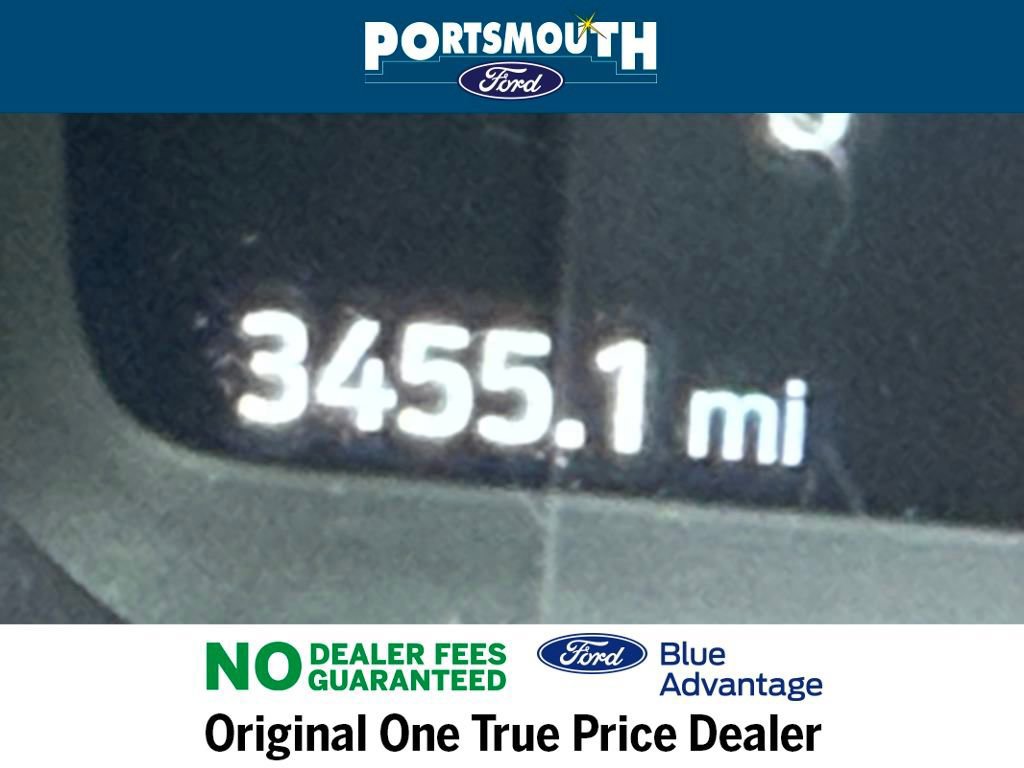 PORTSMOUTH
Ford
3455.1 mi
NO DEALER FEES
GUARANTEED
Ford Blue
Advantage
Original One True Price Dealer